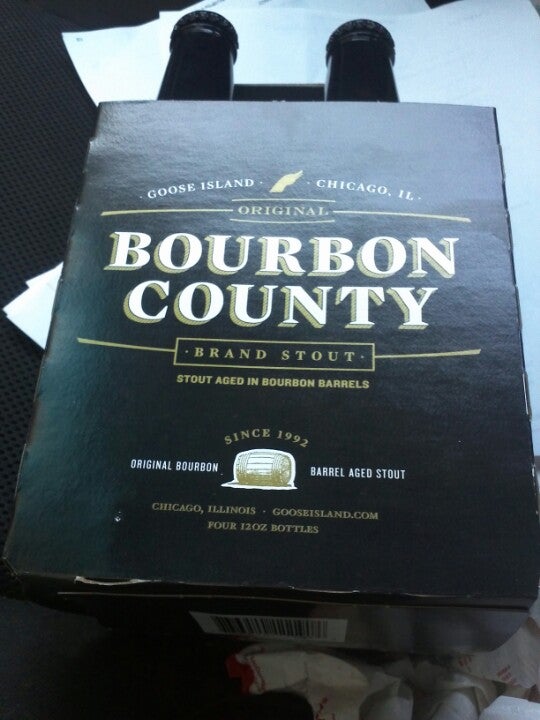 · GOOSE ISLAND · · CHICAGO, IL ·
ORIGINAL
BOURBON
COUNTY
· BRAND STOUT ·
STOUT AGED IN BOURBON BARRELS
SINCE 1992
ORIGINAL BOURBON BARREL AGED STOUT
CHICAGO, ILLINOIS · GOOSEISLAND.COM
FOUR 12OZ BOTTLES